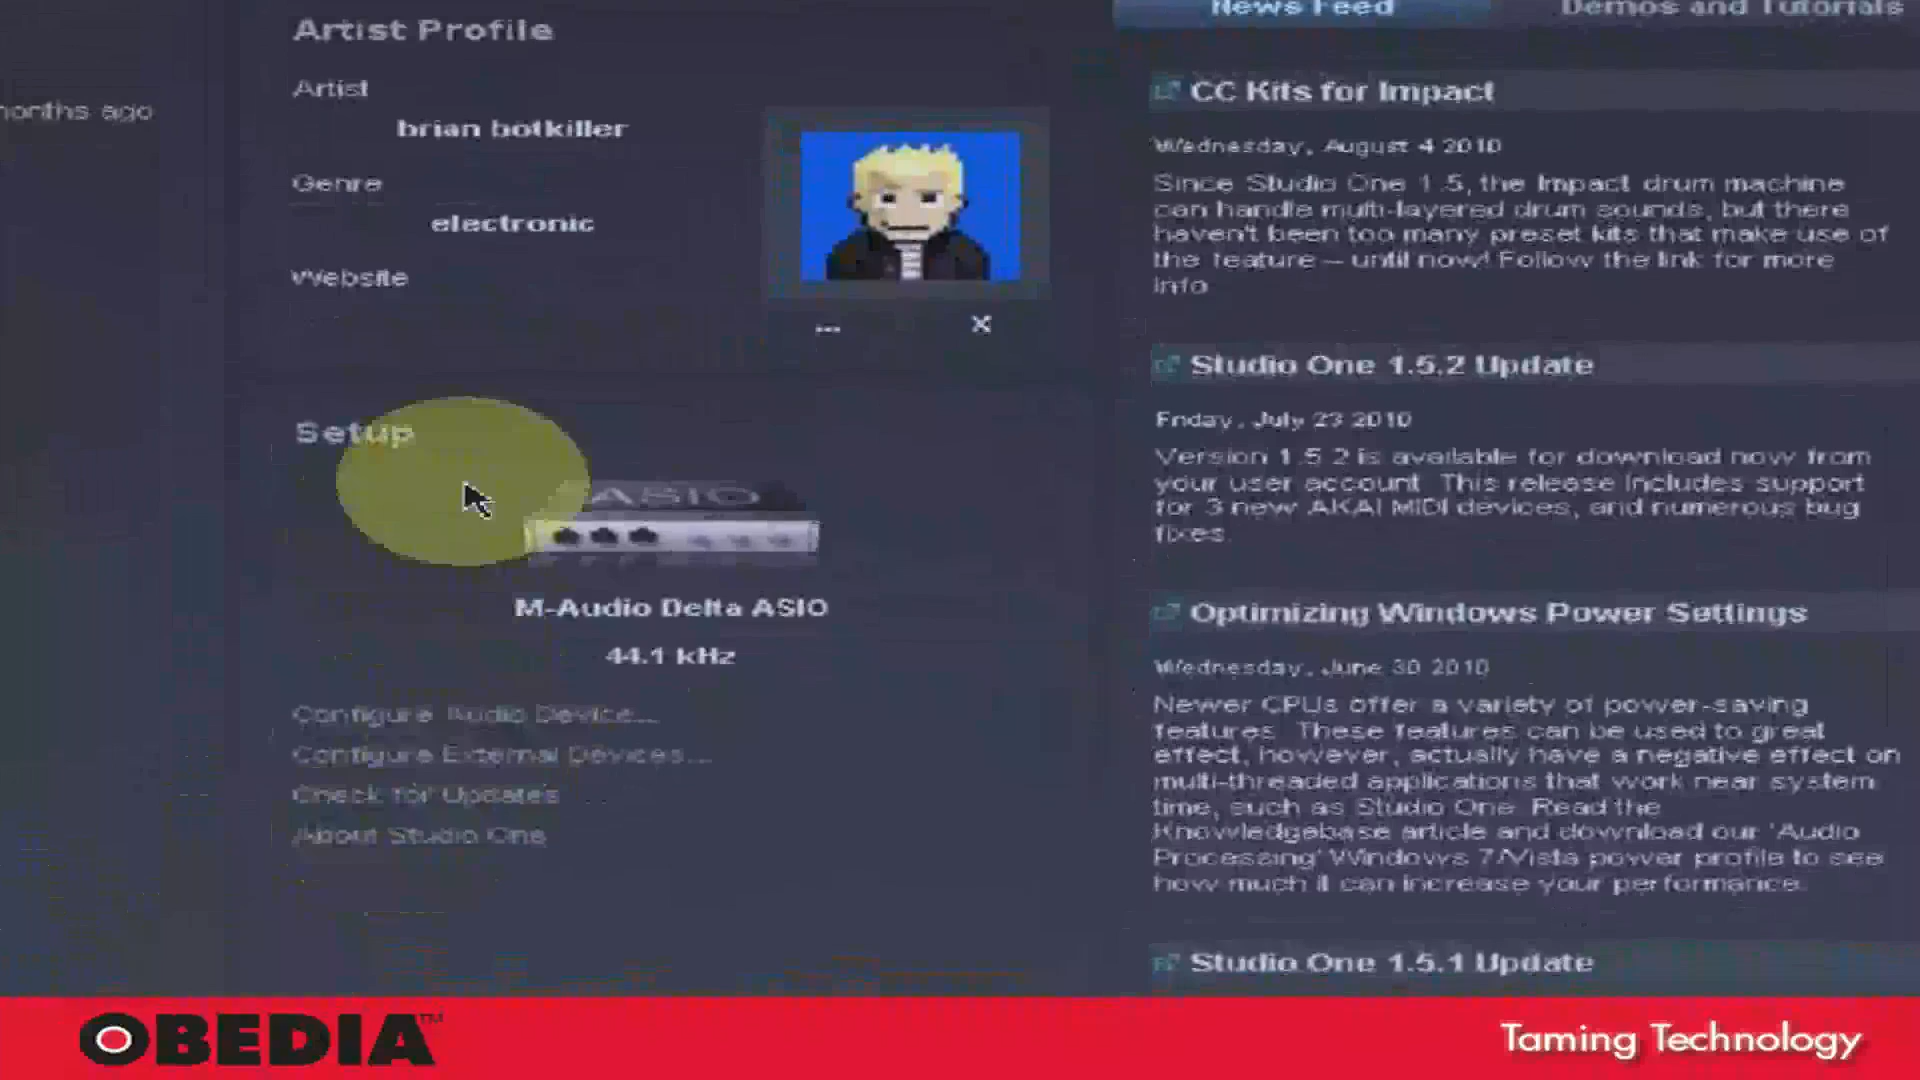 months ago
Artist Profile
Artist
brian botkiller
Genre
electronic
Website
...
X
Setup
ASIO
M-Audio Delta ASIO
44.1 kHz
Configure Audio Device...
Configure External Devices...
Check for Updates
About Studio One
News Feed
Demos and Tutorials
CC Kits for Impact
Wednesday, August 4 2010
Since Studio One 1.5, the Impact drum machine
can handle multi-layered drum sounds, but there
haven't been too many preset kits that make use of
the feature – until now! Follow the link for more
info.
Studio One 1.5.2 Update
Friday, July 23 2010
Version 1.5.2 is available for download now from
your user account. This release includes support
for 3 new AKAI MIDI devices, and numerous bug
fixes.
Optimizing Windows Power Settings
Wednesday, June 30 2010
Newer CPUs offer a variety of power-saving
features. These features can be used to great
effect, however, actually have a negative effect on
multi-threaded applications that work near system
time, such as Studio One. Read the
Knowledgebase article and download our 'Audio
Processing' Windows 7/Vista power profile to see
how much it can increase your performance.
Studio One 1.5.1 Update
OBEDIA™
Taming Technology